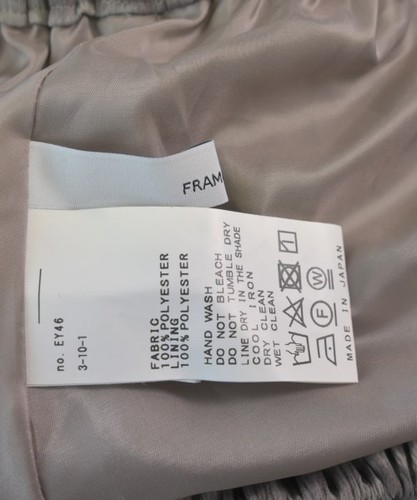 FRAM
FABRIC
100%POLYESTER
LINING
100%POLYESTER
HAND WASH
DO NOT BLEACH
DO NOT TUMBLE DRY
LINE DRY IN THE SHADE
COOL IRON
DRY CLEAN
WET CLEAN
F W
MADE IN JAPAN
no. EY46
3-10-1